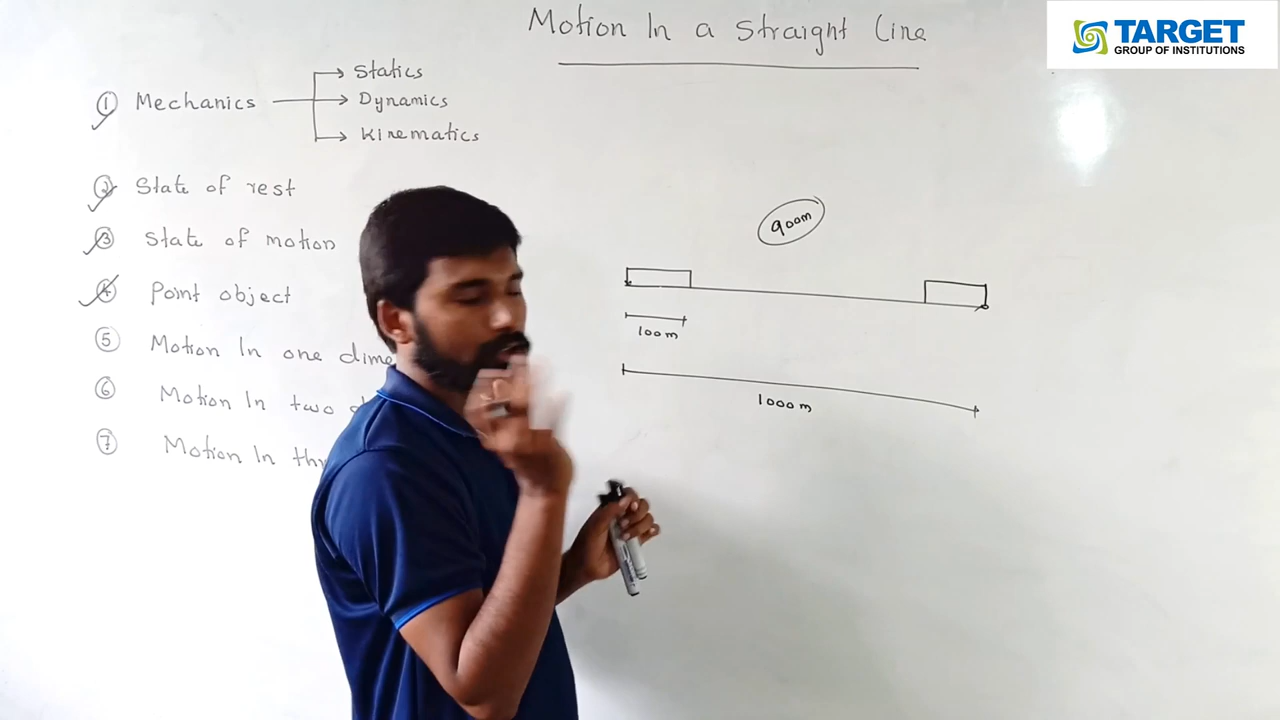 Motion In a Straight Line
TARGET
GROUP OF INSTITUTIONS
① Mechanics
Statics
Dynamics
Kinematics
② State of rest
③ State of motion
④ Point object
⑤ Motion In one dime
⑥ Motion In two d
⑦ Motion In thr
900m
100m
1000m